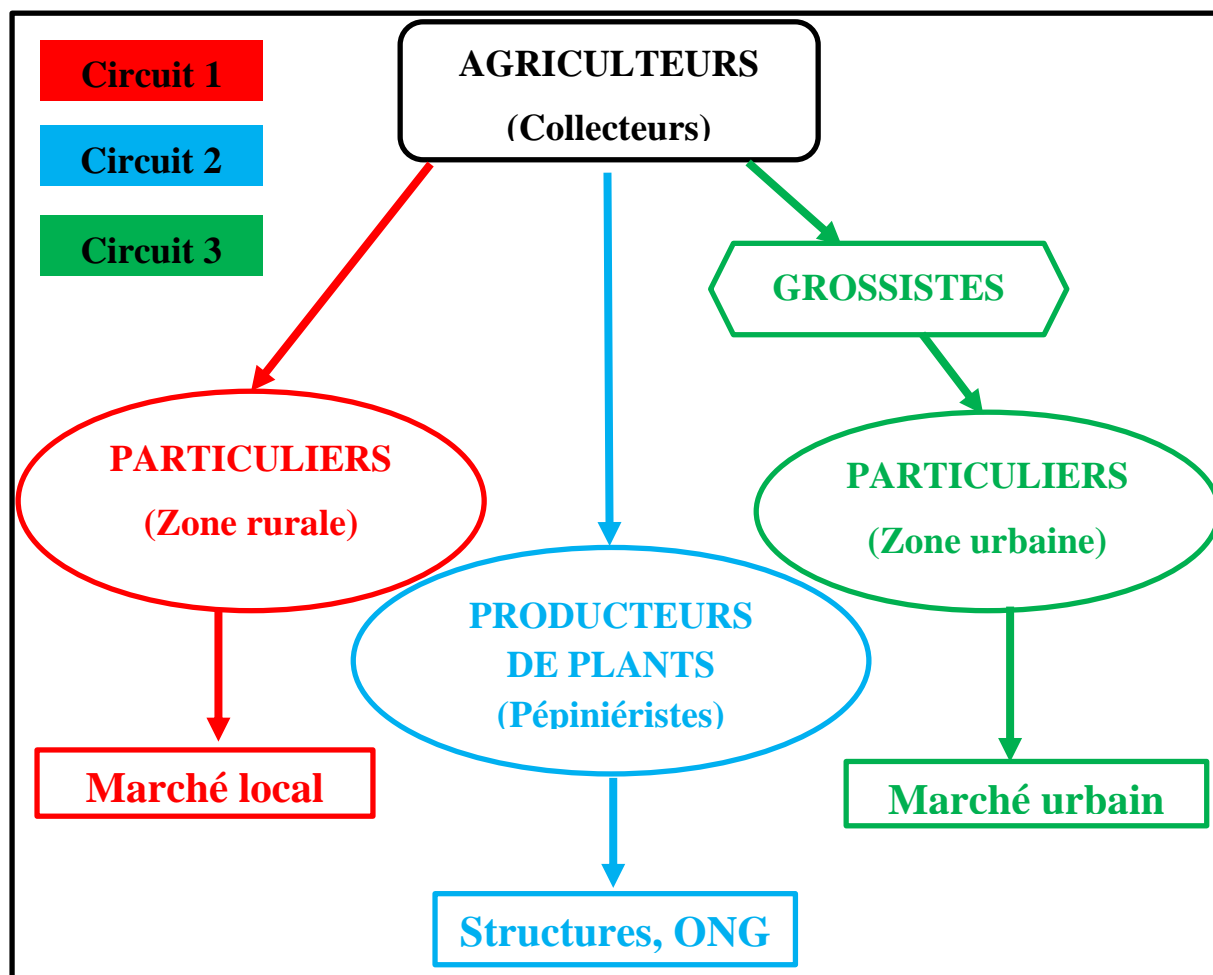 Circuit 1
Circuit 2
Circuit 3
AGRICULTEURS
(Collecteurs)
GROSSISTES
PARTICULIERS
(Zone rurale)
PARTICULIERS
(Zone urbaine)
PRODUCTEURS
DE PLANTS
(Pépiniéristes)
Marché local
Marché urbain
Structures, ONG